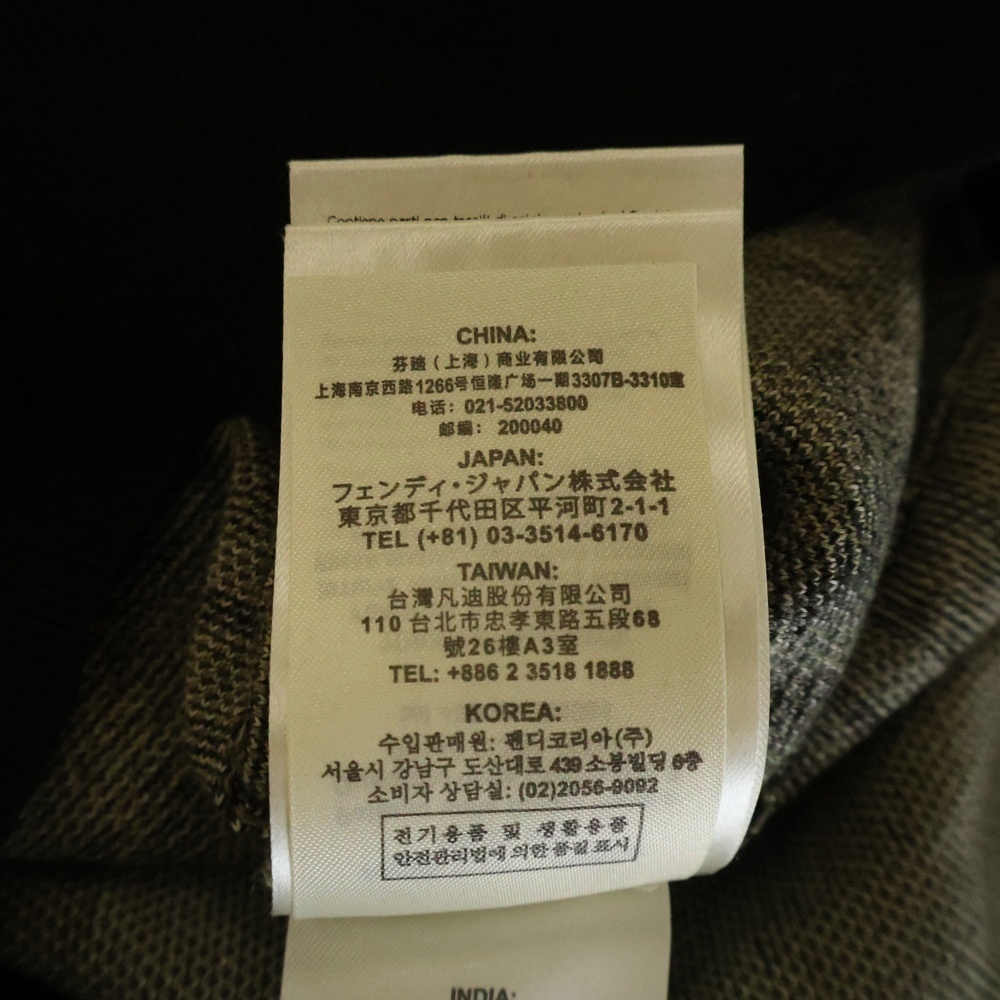 CHINA:
芬迪（上海）商业有限公司
上海南京西路1266号恒隆广场一期3307B-3310室
电话：021-52033800
邮编：200040
JAPAN:
フェンディ・ジャパン株式会社
東京都千代田区平河町2-1-1
TEL (+81) 03-3514-6170
TAIWAN:
台灣凡迪股份有限公司
110 台北市忠孝東路五段68
號26樓A3室
TEL: +886 2 3518 1888
KOREA:
수입판매원: 펜디코리아(주)
서울시 강남구 도산대로 439 소봉빌딩 6층
소비자 상담실: (02)2056-9092
전기용품 및 생활용품
안전관리법에 의한 품질표시
INDIA: